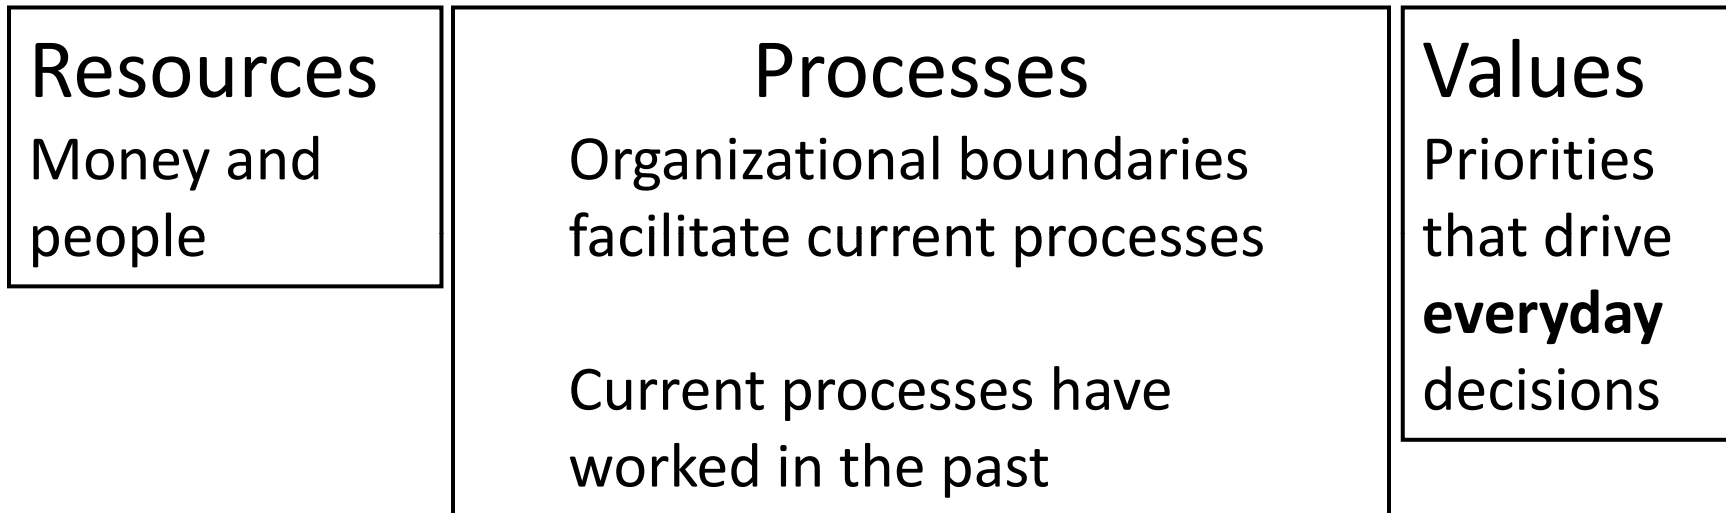 Resources
Money and
people
Processes
Organizational boundaries
facilitate current processes
Current processes have
worked in the past
Values
Priorities
that drive
everyday
decisions